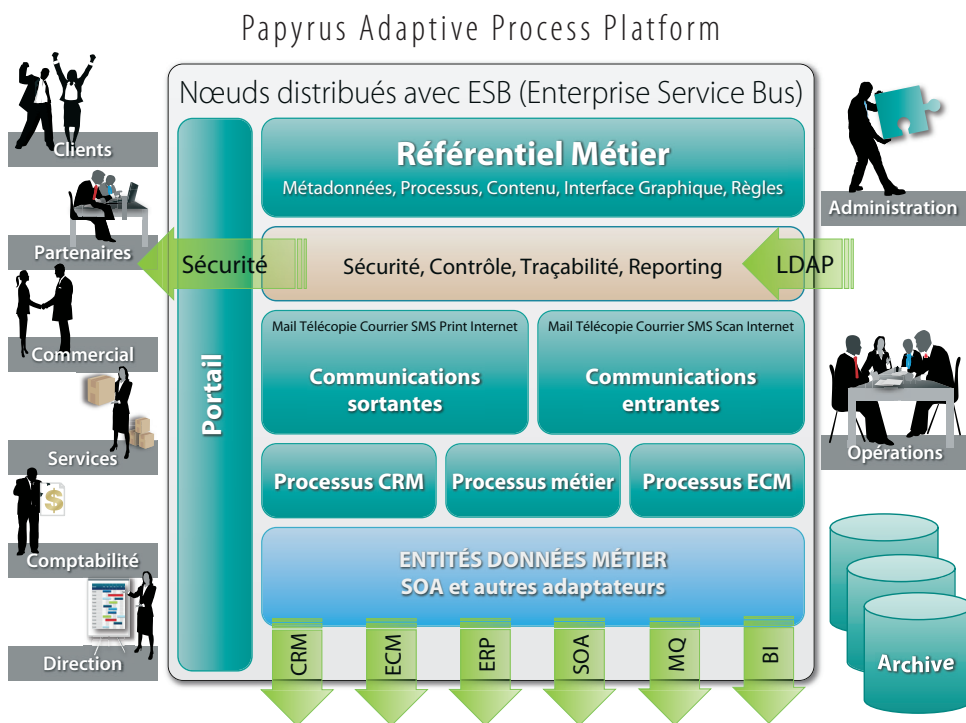 Papyrus Adaptive Process Platform
Nœuds distribués avec ESB (Enterprise Service Bus)
Clients
Partenaires
Commercial
Services
Comptabilité
Direction
Portail
Référentiel Métier
Métadonnées, Processus, Contenu, Interface Graphique, Règles
Sécurité
Sécurité, Contrôle, Traçabilité, Reporting
LDAP
Mail Télécopie Courrier SMS Print Internet
Communications
sortantes
Mail Télécopie Courrier SMS Scan Internet
Communications
entrantes
Processus CRM
Processus métier
Processus ECM
ENTITÉS DONNÉES MÉTIER
SOA et autres adaptateurs
CRM
ECM
ERP
SOA
MQ
BI
Administration
Opérations
Archive
$